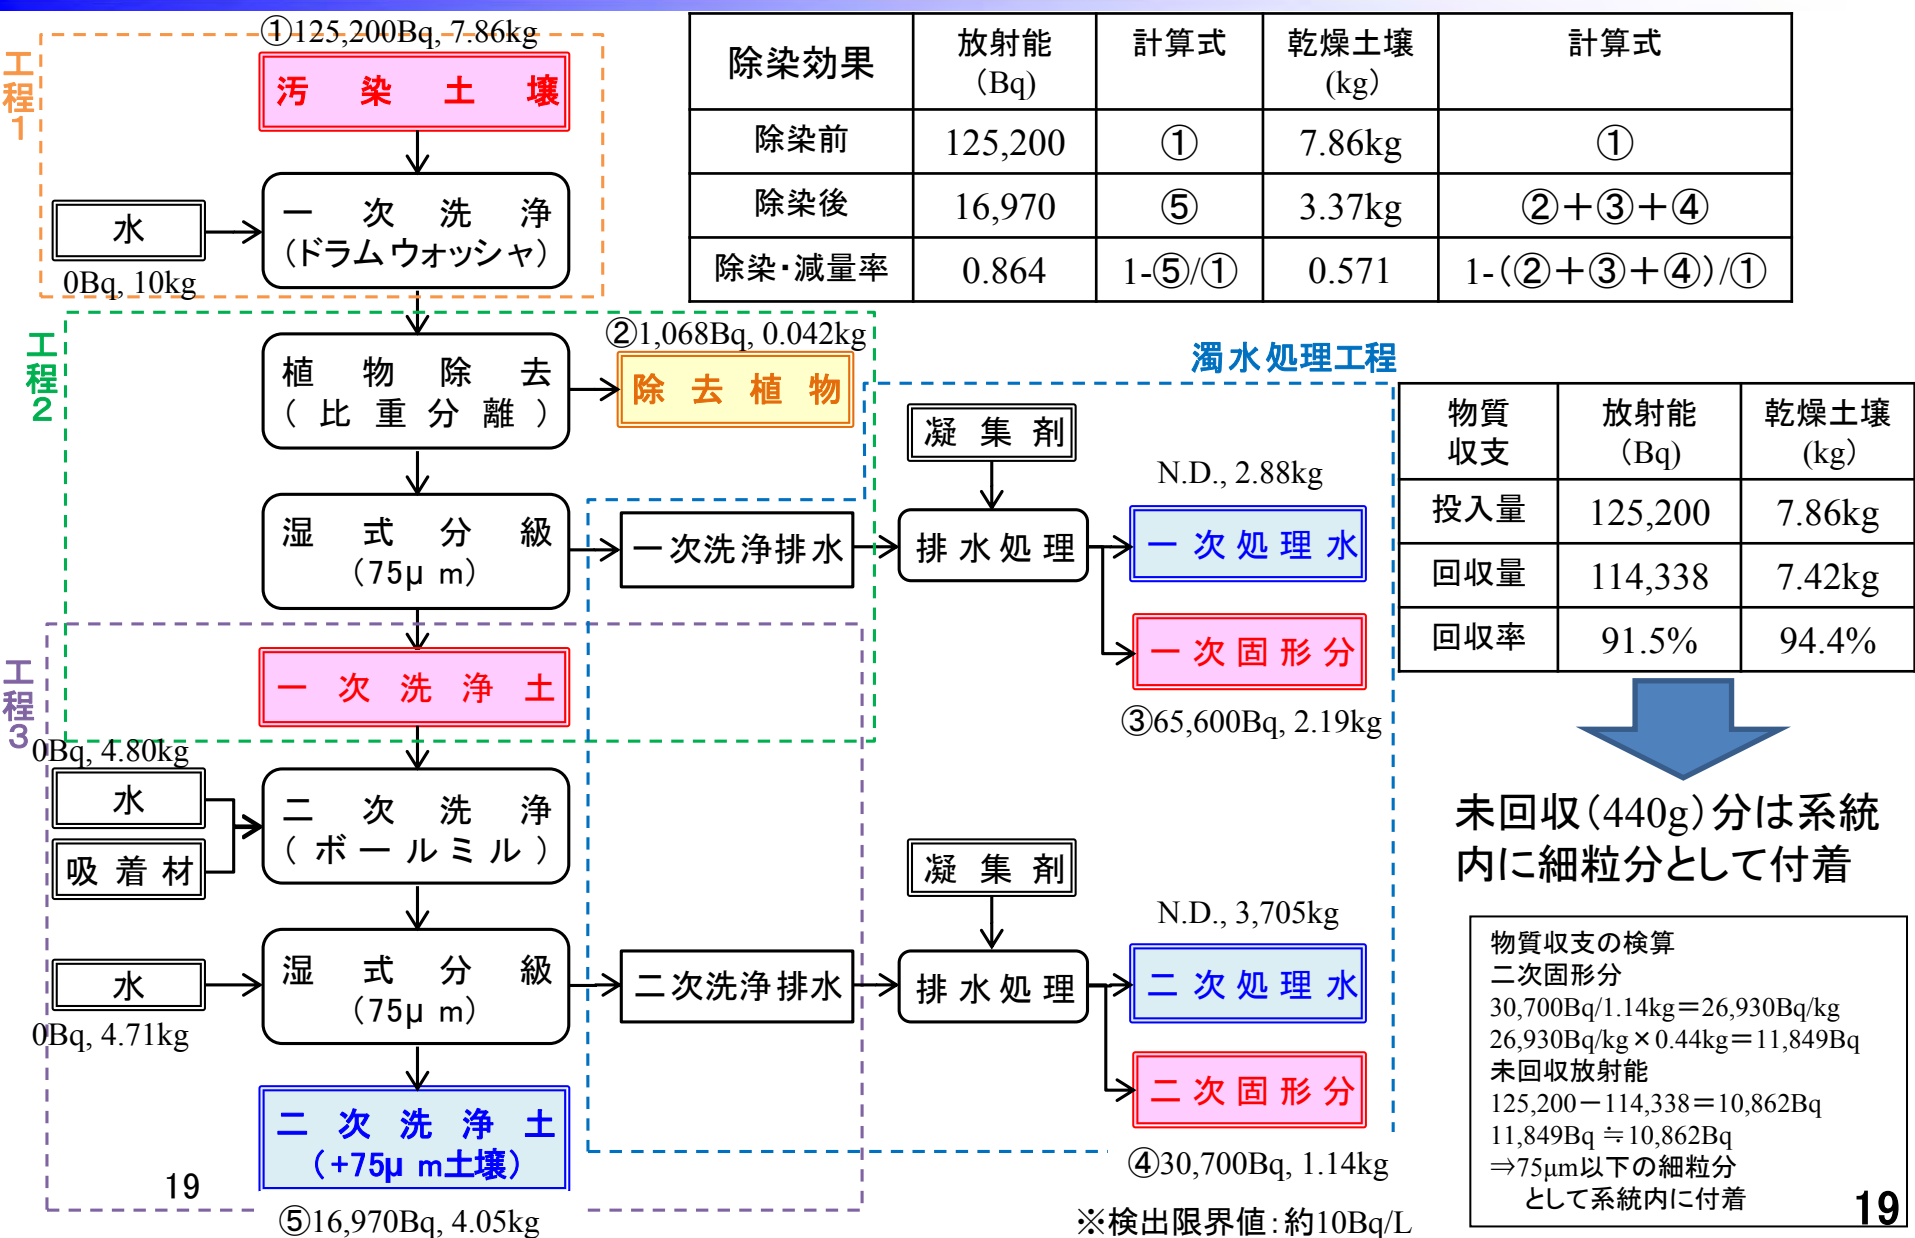 ①125,200Bq, 7.86kg
工程1
汚染土壌
水
0Bq, 10kg
一次洗浄
(ドラムウォッシャ)
除染効果
放射能
(Bq)
計算式
乾燥土壌
(kg)
計算式
除染前
125,200
①
7.86kg
①
除染後
16,970
⑤
3.37kg
②＋③＋④
除染・減量率
0.864
1-⑤/①
0.571
1-(②＋③＋④)/①
工程2
植物除去
(比重分離)
②1,068Bq, 0.042kg
除去植物
濁水処理工程
湿式分級
(75μm)
一次洗浄排水
凝集剤
排水処理
N.D., 2.88kg
一次処理水
一次固形分
③65,600Bq, 2.19kg
物質
収支
放射能
(Bq)
乾燥土壌
(kg)
投入量
125,200
7.86kg
回収量
114,338
7.42kg
回収率
91.5%
94.4%
未回収(440g)分は系統
内に細粒分として付着
工程3
一次洗浄土
0Bq, 4.80kg
水
吸着材
二次洗浄
(ボールミル)
水
0Bq, 4.71kg
湿式分級
(75μm)
二次洗浄排水
凝集剤
排水処理
N.D., 3,705kg
二次処理水
二次固形分
④30,700Bq, 1.14kg
二次洗浄土
(+75μm土壌)
⑤16,970Bq, 4.05kg
19
※検出限界値：約10Bq/L
物質収支の検算
二次固形分
30,700Bq/1.14kg＝26,930Bq/kg
26,930Bq/kg×0.44kg＝11,849Bq
未回収放射能
125,200－114,338＝10,862Bq
11,849Bq≒10,862Bq
⇒75μm以下の細粒分
として系統内に付着
19